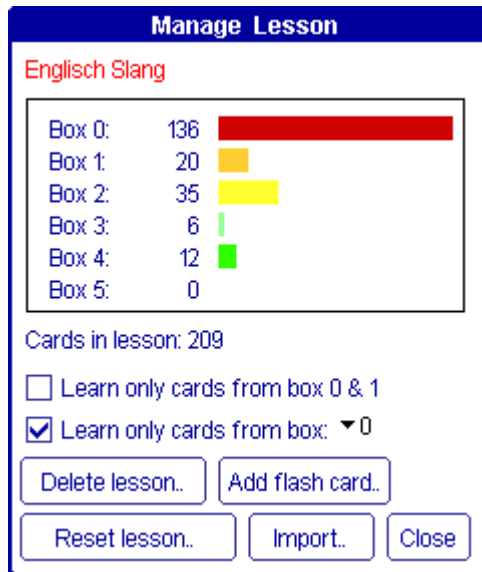 Manage Lesson
Englisch Slang
Box 0: 136
Box 1: 20
Box 2: 35
Box 3: 6
Box 4: 12
Box 5: 0
Cards in lesson: 209
Learn only cards from box 0 & 1
Learn only cards from box: 0
Delete lesson.. Add flash card..
Reset lesson.. Import.. Close